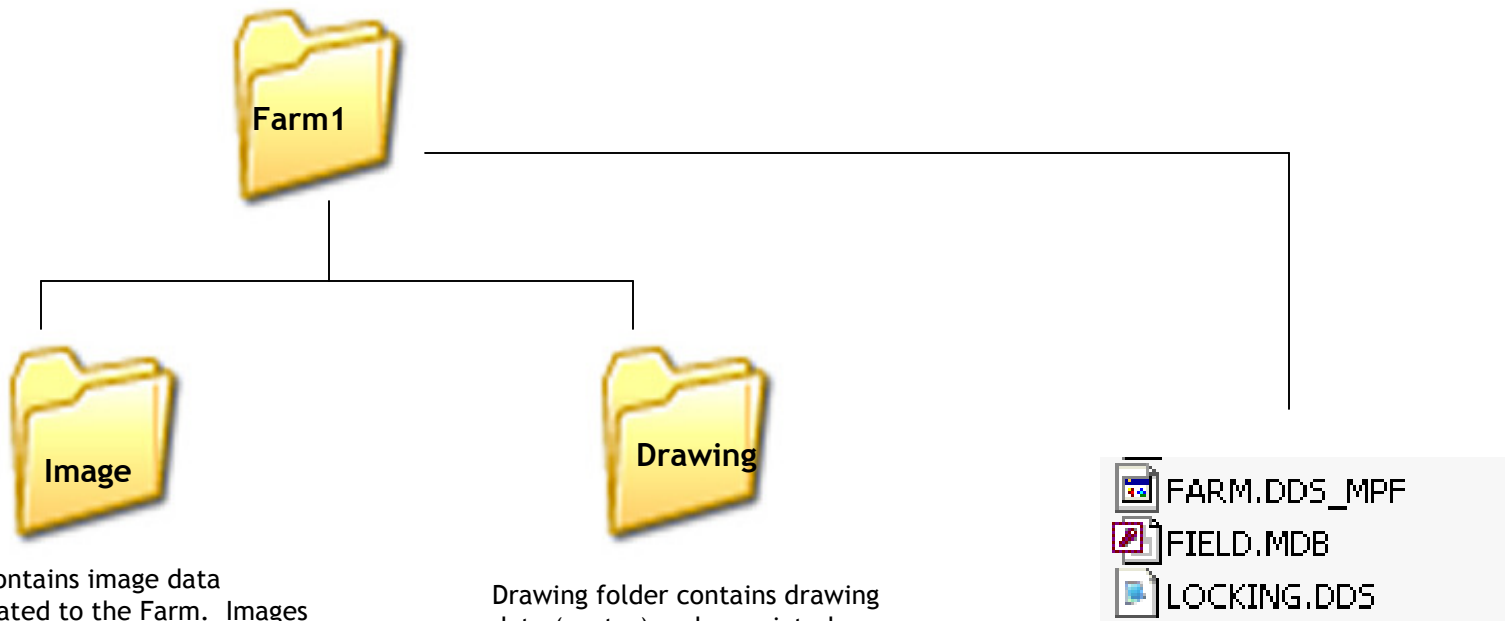 Farm1
Image
Drawing
FARM.DDS_MPF
FIELD.MDB
LOCKING.DDS
ontains image data
ated to the Farm. Images
Drawing folder contains drawing